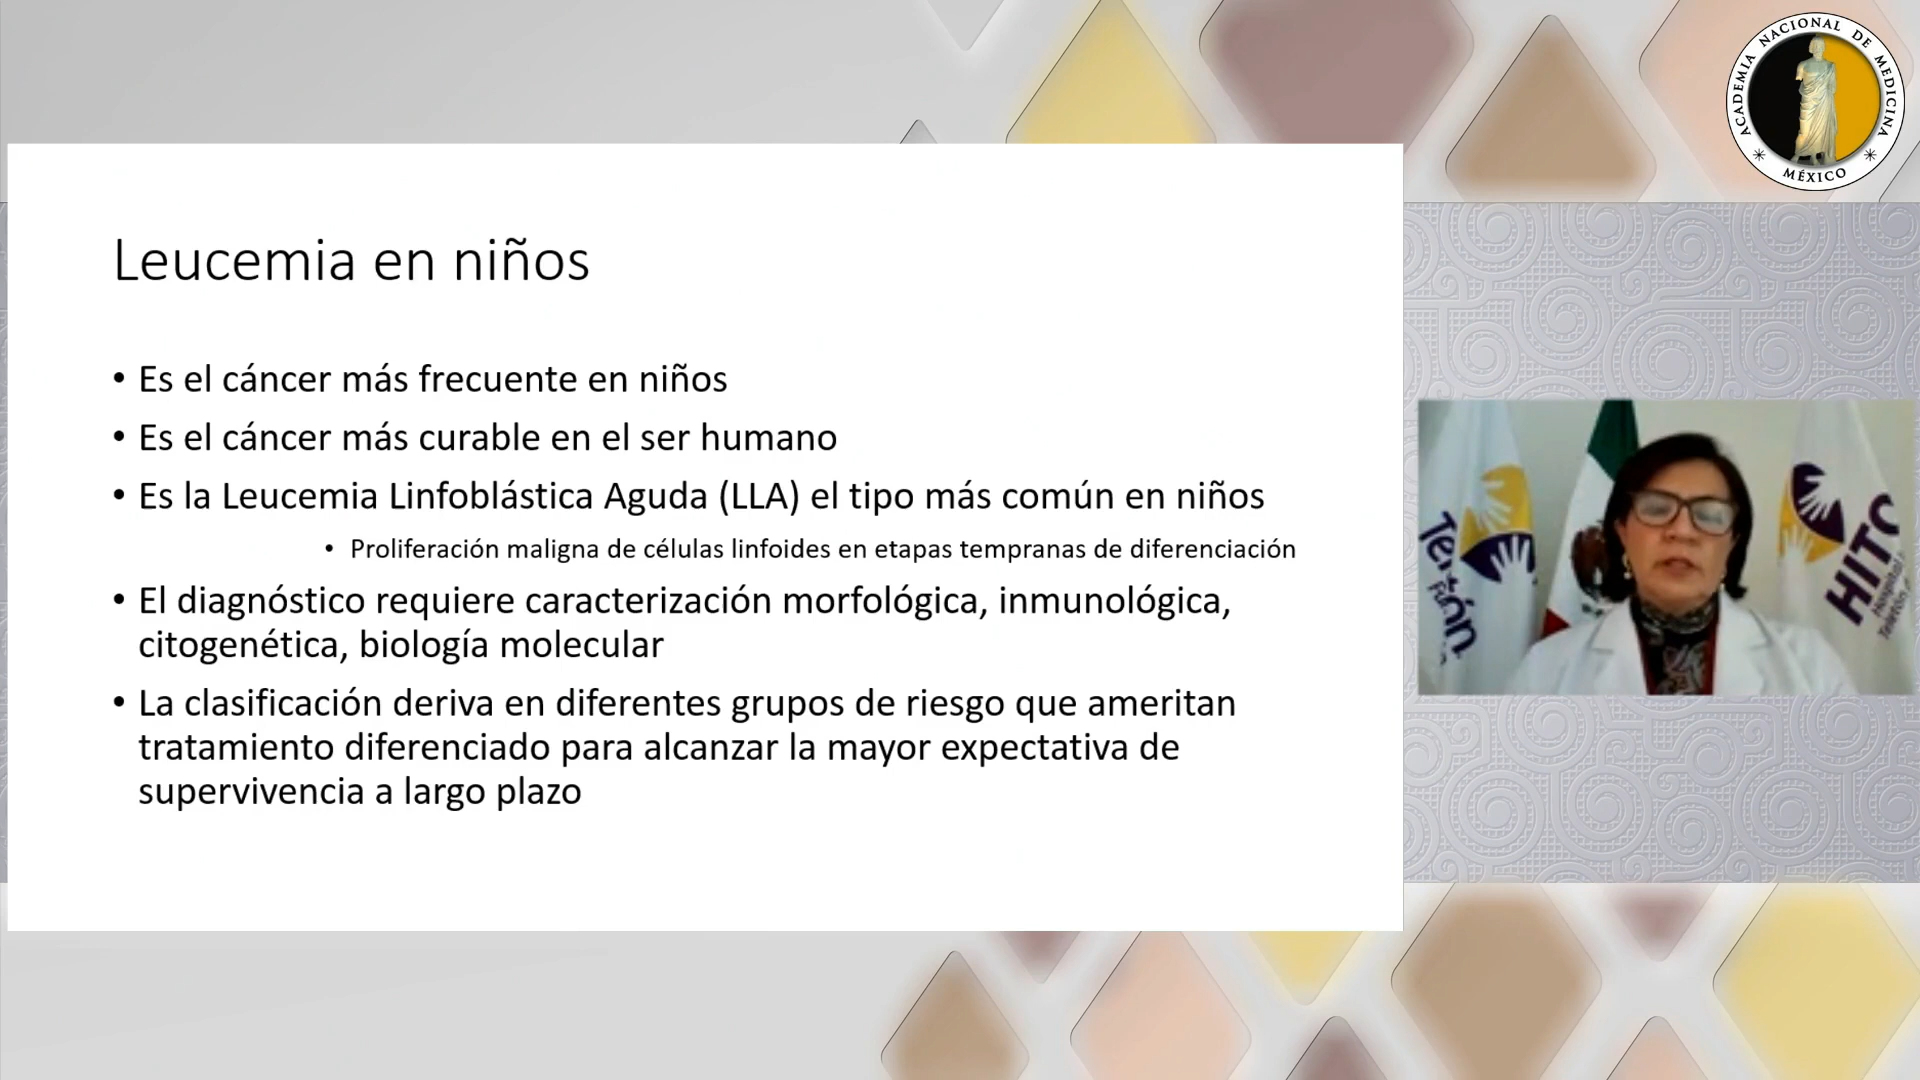 ACADEMIA NACIONAL DE MEDICINA
MÉXICO
Leucemia en niños
• Es el cáncer más frecuente en niños
• Es el cáncer más curable en el ser humano
• Es la Leucemia Linfoblástica Aguda (LLA) el tipo más común en niños
• Proliferación maligna de células linfoides en etapas tempranas de diferenciación
• El diagnóstico requiere caracterización morfológica, inmunológica,
citogenética, biología molecular
• La clasificación deriva en diferentes grupos de riesgo que ameritan
tratamiento diferenciado para alcanzar la mayor expectativa de
supervivencia a largo plazo
HITO
Hospital